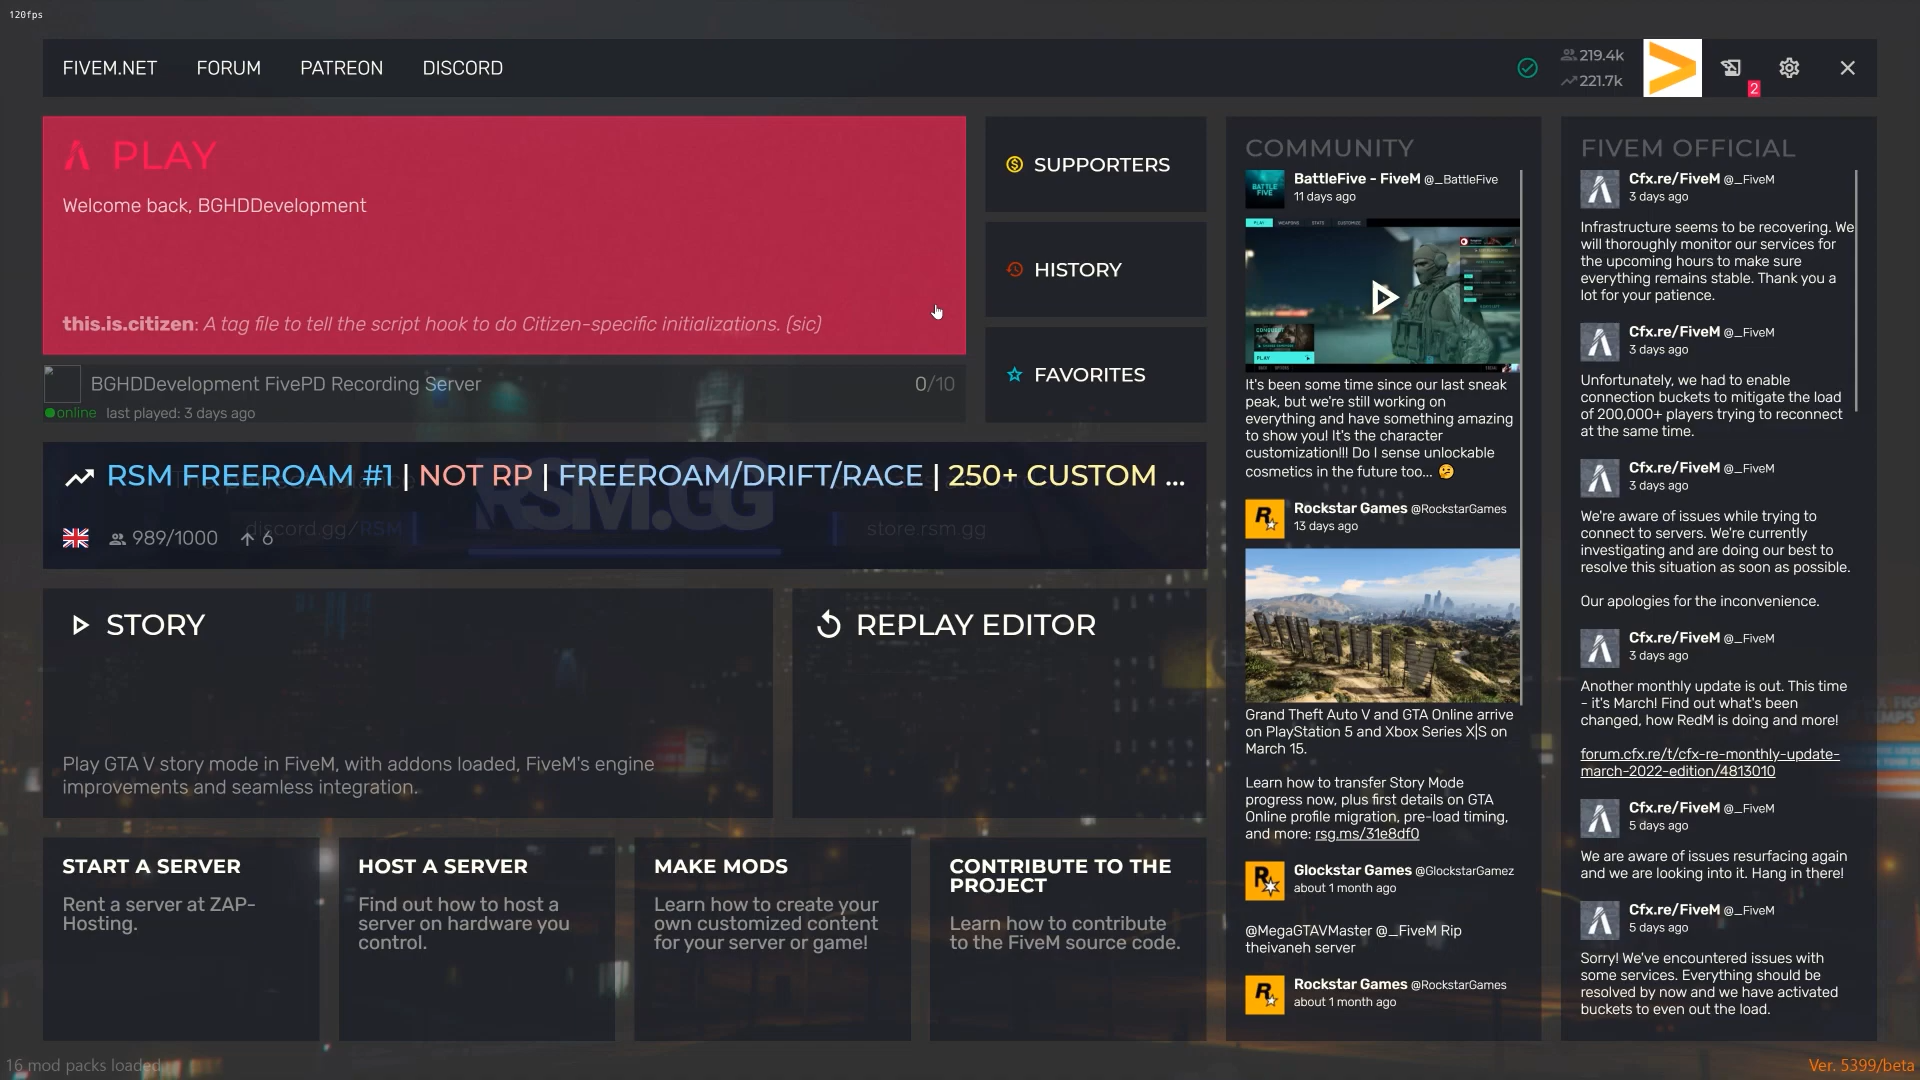 120fps
FIVEM.NET FORUM PATREON DISCORD
219.4k
221.7k
2
PLAY
Welcome back, BGHDDevelopment
this.is.citizen: A tag file to tell the script hook to do Citizen-specific initializations. (sic)
BGHDDevelopment FivePD Recording Server 0/10
online last played: 3 days ago
SUPPORTERS
HISTORY
FAVORITES
RSM FREEROAM #1 | NOT RP | FREEROAM/DRIFT/RACE | 250+ CUSTOM ...
RSM.GG
discord.gg/RSM
store.rsm.gg
989/1000 6
STORY
Play GTA V story mode in FiveM, with addons loaded, FiveM's engine
improvements and seamless integration.
REPLAY EDITOR
START A SERVER
Rent a server at ZAP-
Hosting.
HOST A SERVER
Find out how to host a
server on hardware you
control.
MAKE MODS
Learn how to create your
own customized content
for your server or game!
CONTRIBUTE TO THE
PROJECT
Learn how to contribute
to the FiveM source code.
COMMUNITY
BattleFive - FiveM @_BattleFive
11 days ago
BATTLE
FIVE
PLAY WEAPONS STATS CUSTOMIZE
CONQUEST
PLAY
It's been some time since our last sneak
peak, but we're still working on
everything and have something amazing
to show you! It's the character
customization!!! Do I sense unlockable
cosmetics in the future too... 🤔
Rockstar Games @RockstarGames
13 days ago
Grand Theft Auto V and GTA Online arrive
on PlayStation 5 and Xbox Series X|S on
March 15.
Learn how to transfer Story Mode
progress now, plus first details on GTA
Online profile migration, pre-load timing,
and more: rsg.ms/31e8df0
Glockstar Games @GlockstarGamez
about 1 month ago
@MegaGTAVMaster @_FiveM Rip
theivaneh server
Rockstar Games @RockstarGames
about 1 month ago
FIVEM OFFICIAL
Cfx.re/FiveM @_FiveM
3 days ago
Infrastructure seems to be recovering. We
will thoroughly monitor our services for
the upcoming hours to make sure
everything remains stable. Thank you a
lot for your patience.
Cfx.re/FiveM @_FiveM
3 days ago
Unfortunately, we had to enable
connection buckets to mitigate the load
of 200,000+ players trying to reconnect
at the same time.
Cfx.re/FiveM @_FiveM
3 days ago
We're aware of issues while trying to
connect to servers. We're currently
investigating and are doing our best to
resolve this situation as soon as possible.
Our apologies for the inconvenience.
Cfx.re/FiveM @_FiveM
3 days ago
Another monthly update is out. This time
- it's March! Find out what's been
changed, how RedM is doing and more!
forum.cfx.re/t/cfx-re-monthly-update-
march-2022-edition/4813010
Cfx.re/FiveM @_FiveM
5 days ago
We are aware of issues resurfacing again
and we are looking into it. Hang in there!
Cfx.re/FiveM @_FiveM
5 days ago
Sorry! We've encountered issues with
some services. Everything should be
resolved by now and we have activated
buckets to even out the load.
16 mod packs loaded
Ver. 5399/beta